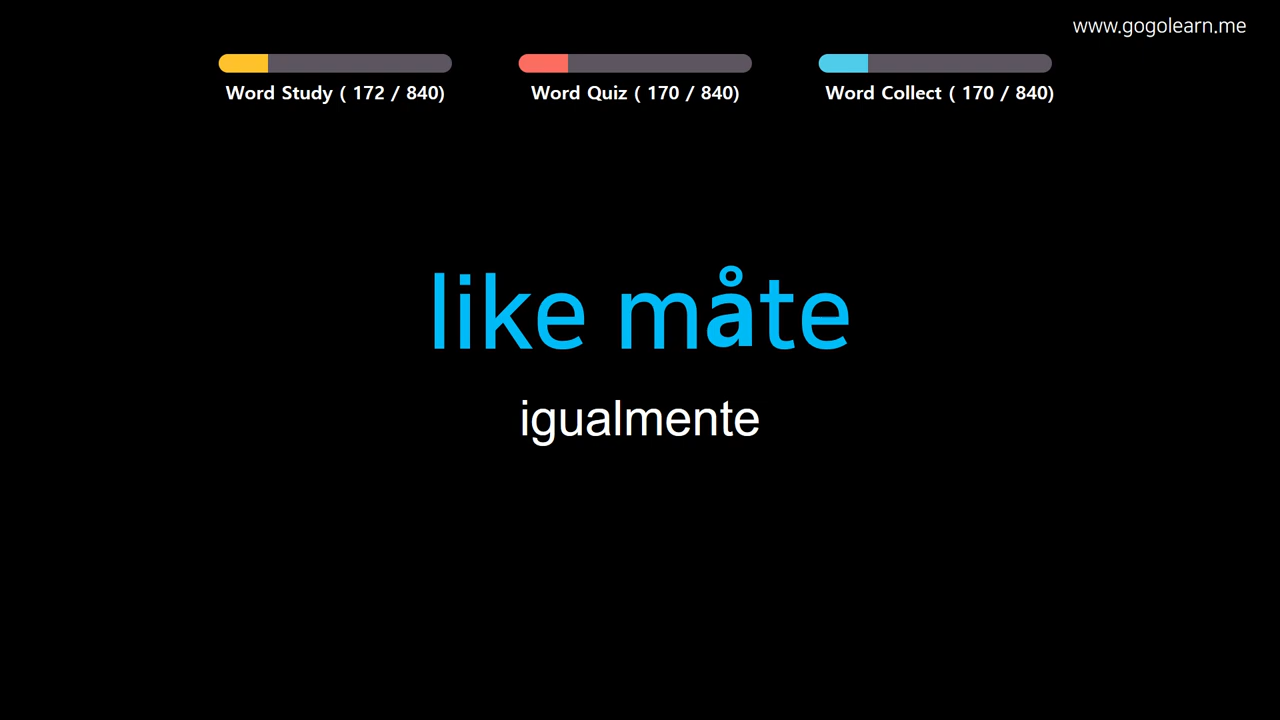 www.gogolearn.me
Word Study ( 172 / 840)
Word Quiz ( 170 / 840)
Word Collect ( 170 / 840)
like måte
igualmente